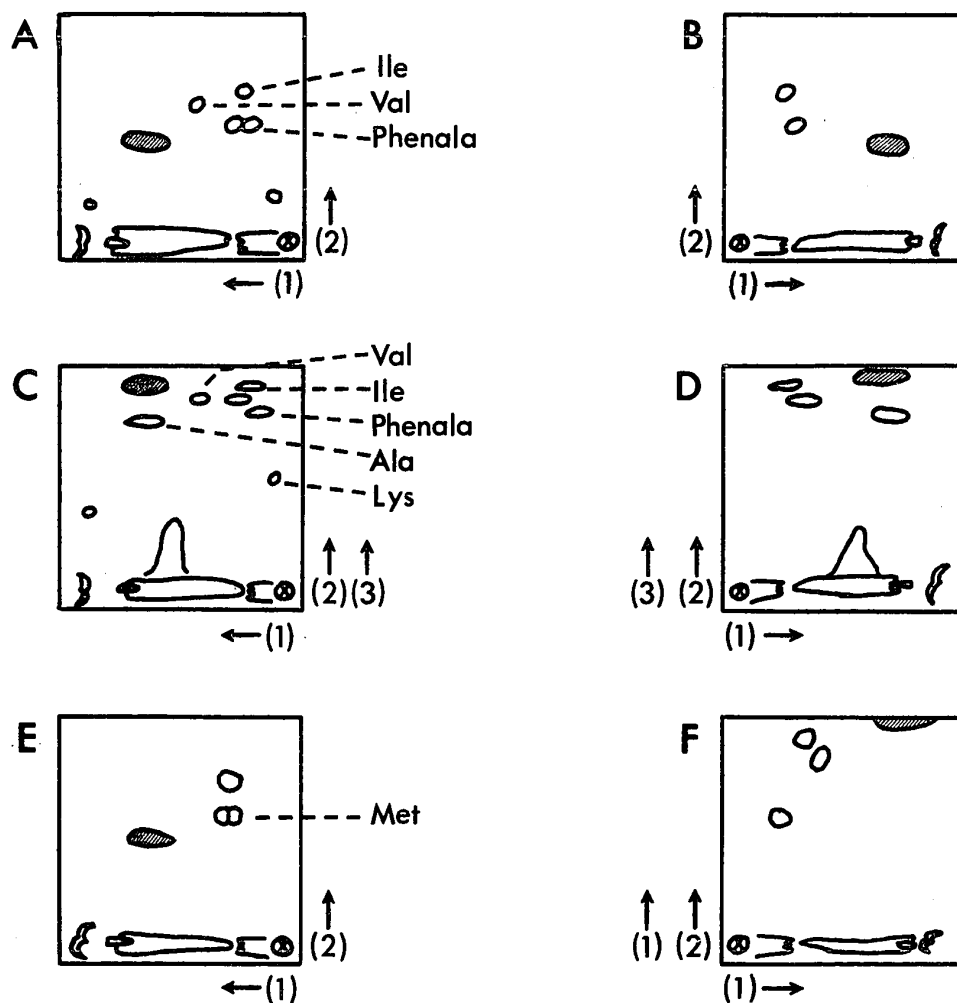 A
Ile
Val
Phenala
(2)
(1)
B
(2)
(1)
C
Val
Ile
Phenala
Ala
Lys
(2) (3)
(1)
D
(3) (2)
(1)
E
Met
(2)
(1)
F
(1) (2)
(1)